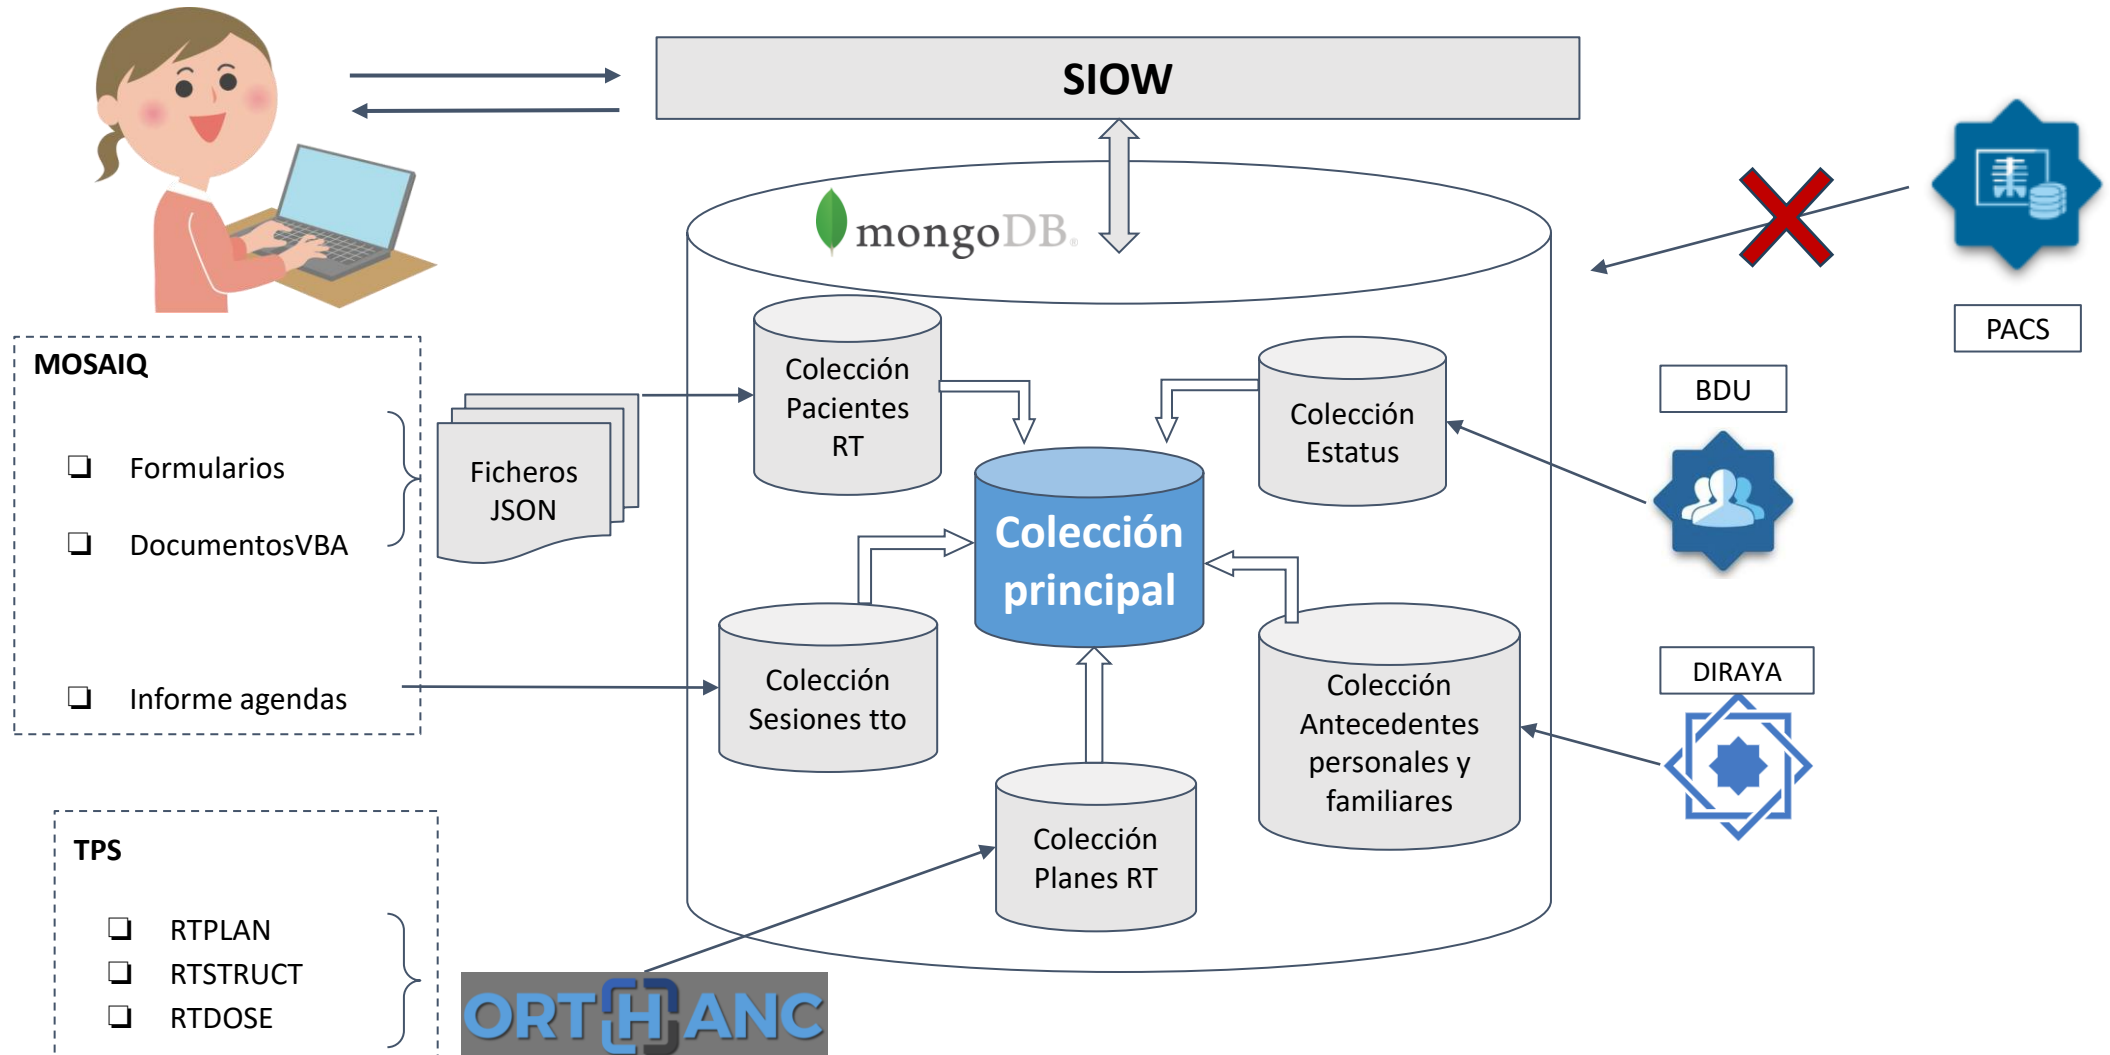 SIOW
mongoDB®
PACS
MOSAIQ
❏ Formularios
❏ DocumentosVBA
❏ Informe agendas
Ficheros
JSON
Colección
Pacientes
RT
Colección
Estatus
BDU
Colección
principal
Colección
Sesiones tto
Colección
Antecedentes
personales y
familiares
DIRAYA
Colección
Planes RT
TPS
❏ RTPLAN
❏ RTSTRUCT
❏ RTDOSE
ORTHANC